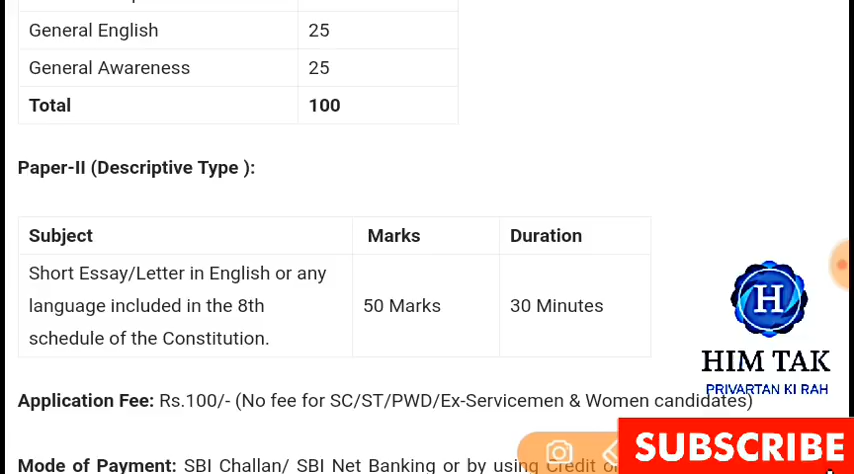 General English 25
General Awareness 25
Total 100
Paper-II (Descriptive Type ):
Subject Marks Duration
Short Essay/Letter in English or any
language included in the 8th
schedule of the Constitution.
50 Marks 30 Minutes
H
HIM TAK
PRIVARTAN KI RAH
Application Fee: Rs.100/- (No fee for SC/ST/PWD/Ex-Servicemen & Women candidates)
SUBSCRIBE
Mode of Payment: SBI Challan/ SBI Net Banking or by using Credit